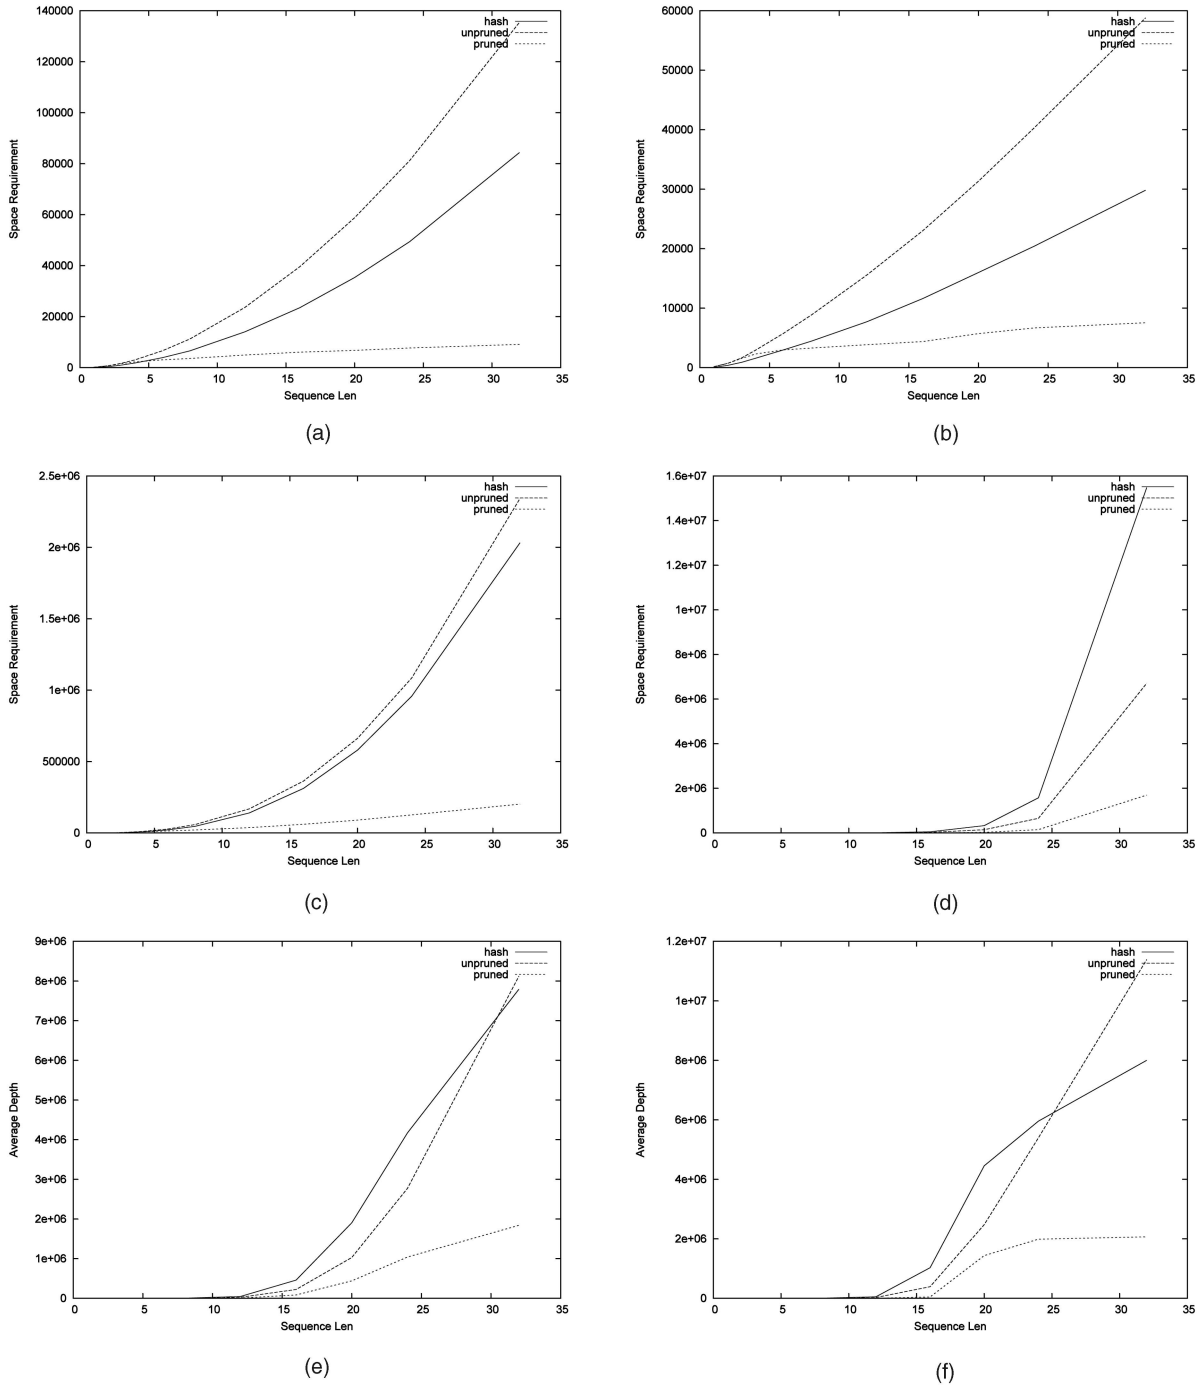 140000
120000
100000
80000
60000
40000
20000
0
0 5 10 15 20 25 30 35
Space Requirement
Sequence Len
hash
unpruned
pruned
(a)
60000
50000
40000
30000
20000
10000
0
0 5 10 15 20 25 30 35
Space Requirement
Sequence Len
hash
unpruned
pruned
(b)
2.5e+06
2e+06
1.5e+06
1e+06
500000
0
0 5 10 15 20 25 30 35
Space Requirement
Sequence Len
hash
unpruned
pruned
(c)
1.6e+07
1.4e+07
1.2e+07
1e+07
8e+06
6e+06
4e+06
2e+06
0
0 5 10 15 20 25 30 35
Space Requirement
Sequence Len
hash
unpruned
pruned
(d)
9e+06
8e+06
7e+06
6e+06
5e+06
4e+06
3e+06
2e+06
1e+06
0
0 5 10 15 20 25 30 35
Average Depth
Sequence Len
hash
unpruned
pruned
(e)
1.2e+07
1e+07
8e+06
6e+06
4e+06
2e+06
0
0 5 10 15 20 25 30 35
Average Depth
Sequence Len
hash
unpruned
pruned
(f)